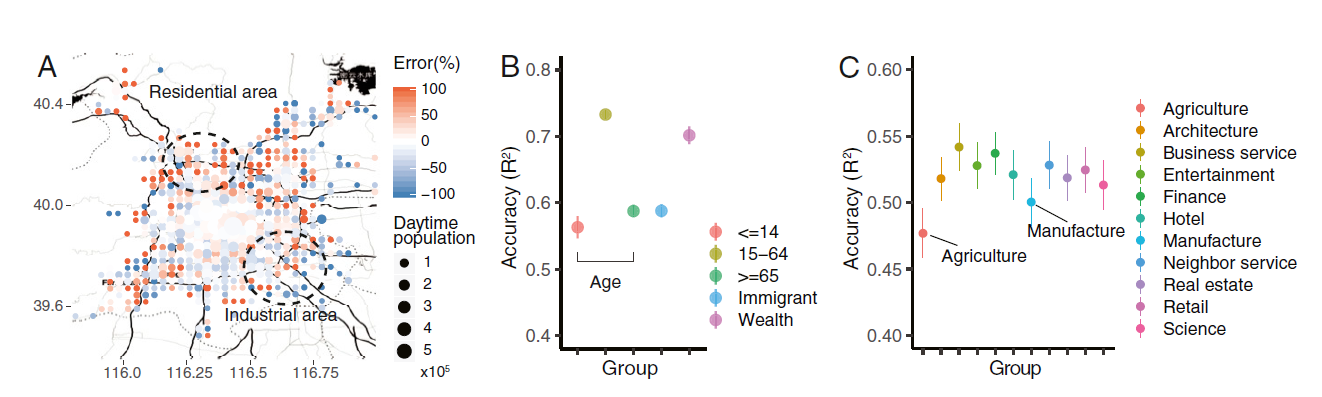 A
Error(%)
100
50
0
−50
−100
Daytime
population
1
2
3
4
5
x10⁵
Residential area
Industrial area
40.4
40.0
39.6
116.0
116.25
116.5
116.75
B
Accuracy (R²)
0.8
0.7
0.6
0.5
0.4
Age
Group
<=14
15−64
>=65
Immigrant
Wealth
C
Accuracy (R²)
0.60
0.55
0.50
0.45
0.40
Manufacture
Agriculture
Group
Agriculture
Architecture
Business service
Entertainment
Finance
Hotel
Manufacture
Neighbor service
Real estate
Retail
Science